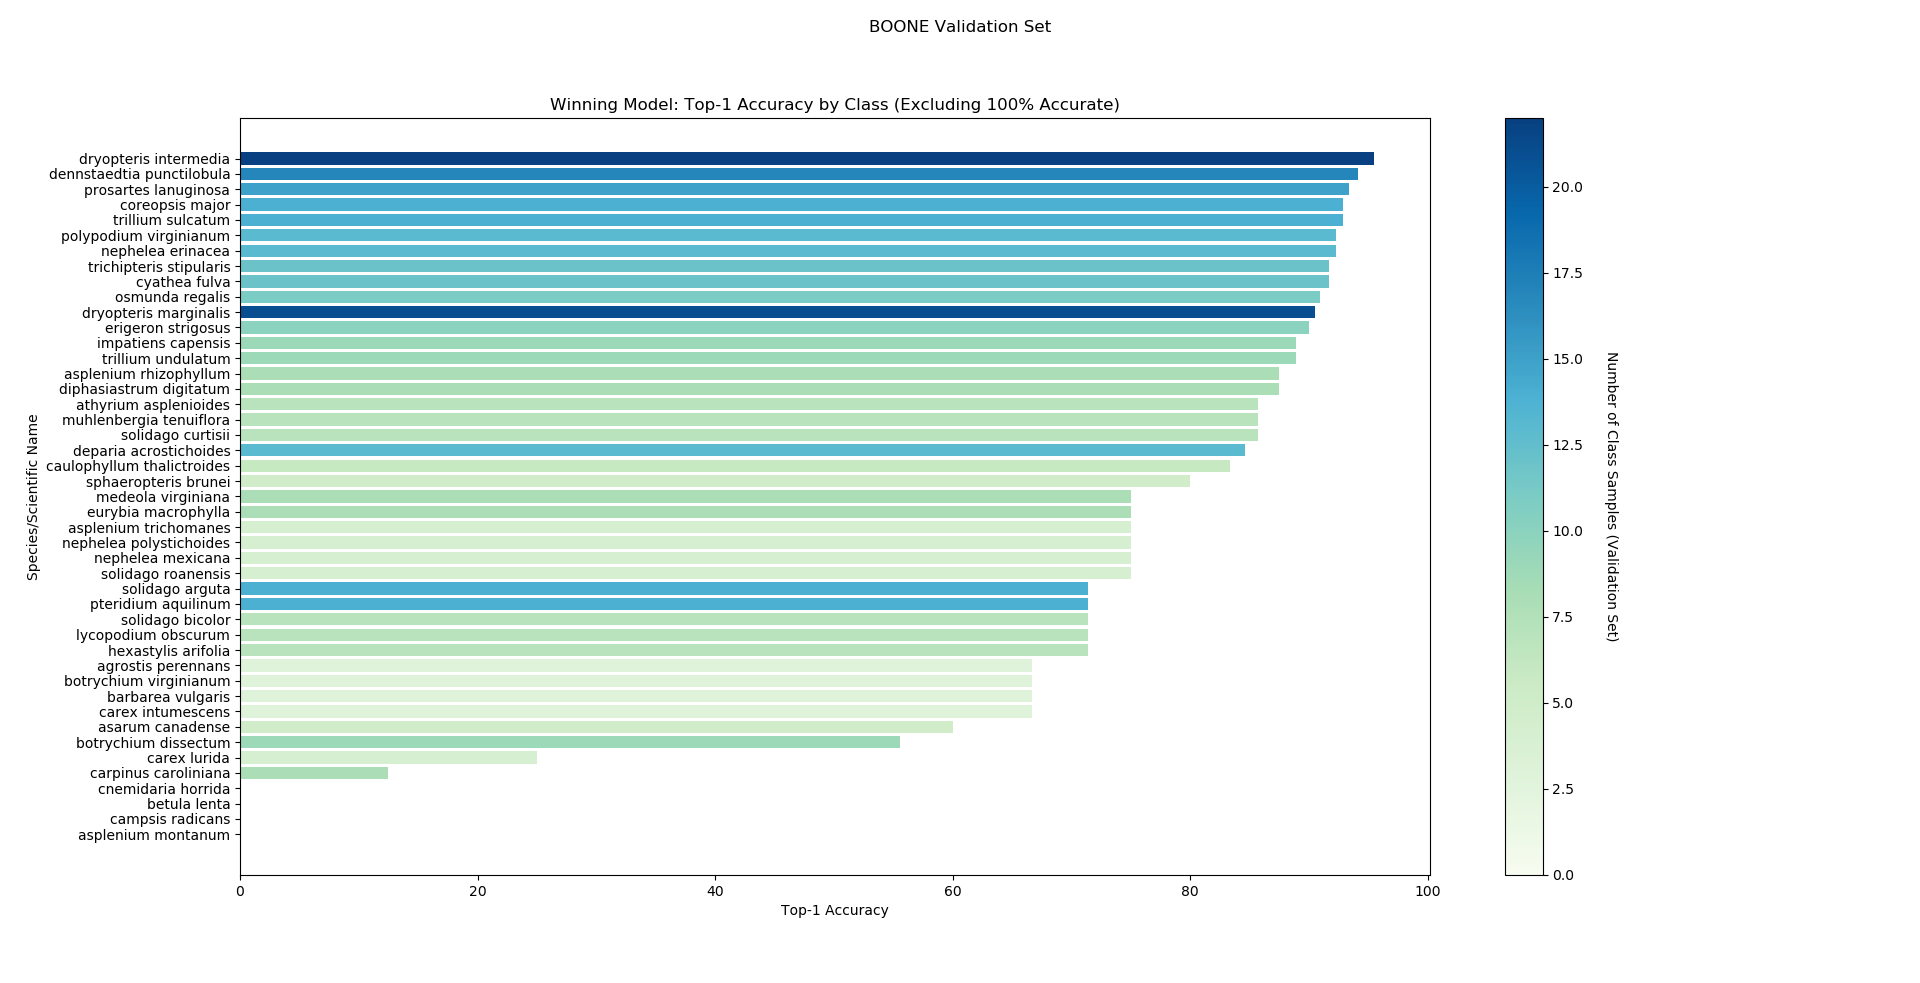 BOONE Validation Set
Winning Model: Top-1 Accuracy by Class (Excluding 100% Accurate)
Species/Scientific Name
dryopteris intermedia
dennstaedtia punctilobula
prosartes lanuginosa
coreopsis major
trillium sulcatum
polypodium virginianum
nephelea erinacea
trichipteris stipularis
cyathea fulva
osmunda regalis
dryopteris marginalis
erigeron strigosus
impatiens capensis
trillium undulatum
asplenium rhizophyllum
diphasiastrum digitatum
athyrium asplenioides
muhlenbergia tenuiflora
solidago curtisii
deparia acrostichoides
caulophyllum thalictroides
sphaeropteris brunei
medeola virginiana
eurybia macrophylla
asplenium trichomanes
nephelea polystichoides
nephelea mexicana
solidago roanensis
solidago arguta
pteridium aquilinum
solidago bicolor
lycopodium obscurum
hexastylis arifolia
agrostis perennans
botrychium virginianum
barbarea vulgaris
carex intumescens
asarum canadense
botrychium dissectum
carex lurida
carpinus caroliniana
cnemidaria horrida
betula lenta
campsis radicans
asplenium montanum
0 20 40 60 80 100
Top-1 Accuracy
20.0
17.5
15.0
12.5
10.0
7.5
5.0
2.5
0.0
Number of Class Samples (Validation Set)